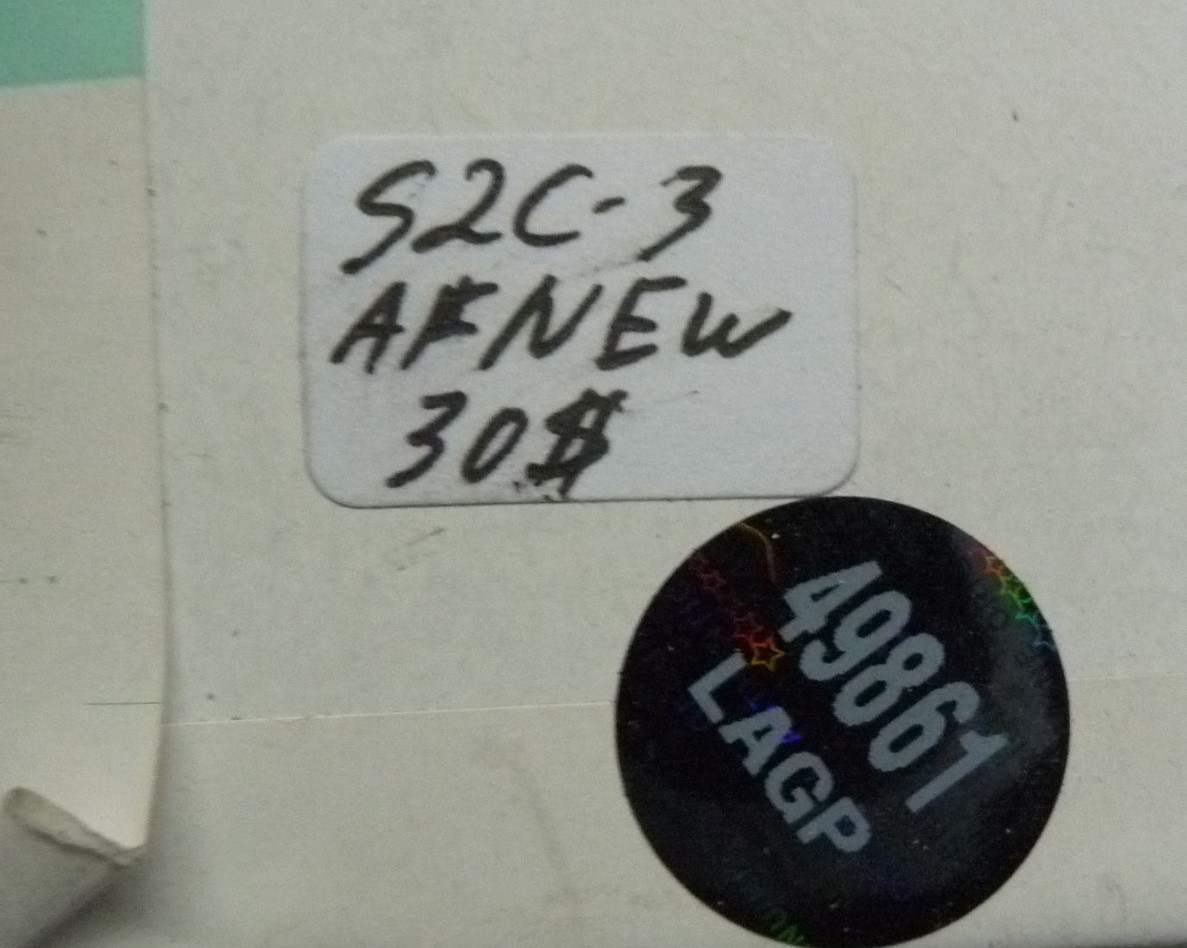 S2C-3
AFNEW
30$
49861
LAGP